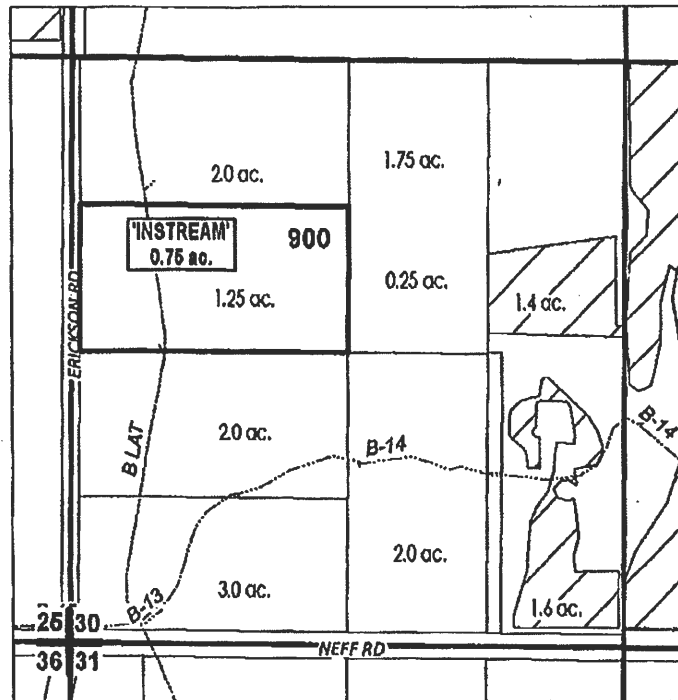 1.75 ac.
2.0 ac.
'INSTREAM'
0.75 ac.
900
0.25 ac.
1.25 ac.
1.4 ac.
ERICKSON RD
B LAT
2.0 ac.
B-14
B-14
2.0 ac.
3.0 ac.
B-13
1.6 ac.
25 30
36 31
NEFF RD